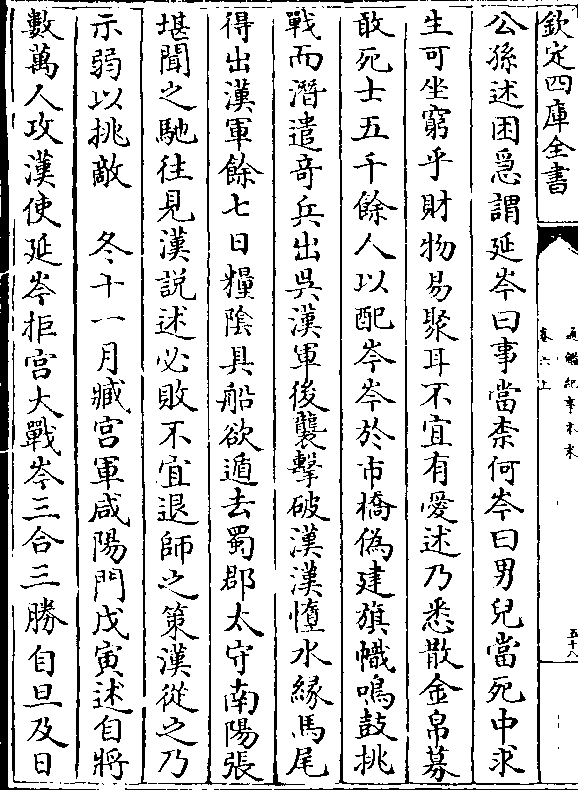 欽定四庫全書
通鑑紀事本末
卷六上
五十八
公孫述困急謂延岑曰事當柰何岑曰男兒當死中求
生可坐窮乎財物易聚耳不宜有愛述乃悉散金帛募
敢死士五千餘人以配岑岑於市橋偽建旗幟鳴鼓挑
戰而潛遣奇兵出吳漢軍後襲擊破漢漢墮水緣馬尾
得出漢軍餘七日糧隂具船欲遁去蜀郡太守南陽張
堪聞之馳往見漢説述必敗不宜退師之策漢從之乃
示弱以挑敵　冬十一月臧宫軍咸陽門戊寅述自將
數萬人攻漢使延岑拒宫大戰岑三合三勝自旦及日